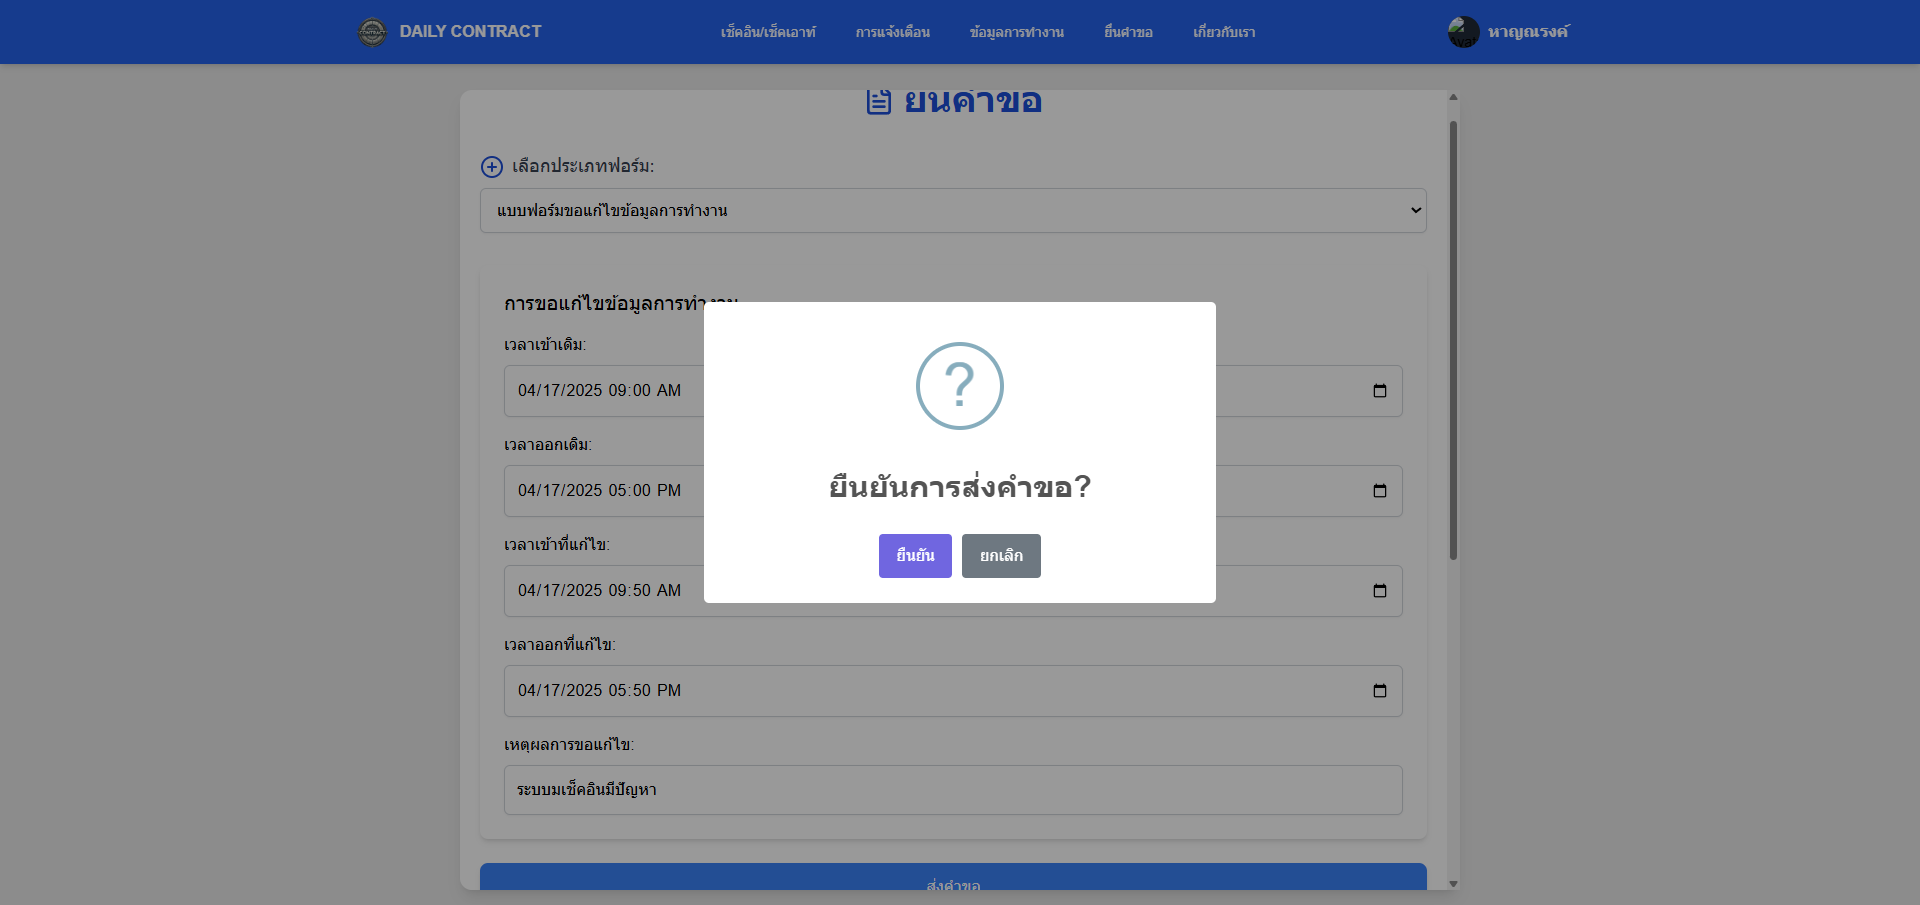 DAILY CONTRACT
เช็คอิน/เช็คเอาท์
การแจ้งเตือน
ข้อมูลการทำงาน
ยื่นคำขอ
เกี่ยวกับเรา
หาญณรงค์
ยื่นคำขอ
เลือกประเภทฟอร์ม:
แบบฟอร์มขอแก้ไขข้อมูลการทำงาน
การขอแก้ไขข้อมูลการทำงาน
เวลาเข้าเดิม:
04/17/2025 09:00 AM
เวลาออกเดิม:
04/17/2025 05:00 PM
?
ยืนยันการส่งคำขอ?
ยืนยัน
ยกเลิก
เวลาเข้าที่แก้ไข:
04/17/2025 09:50 AM
เวลาออกที่แก้ไข:
04/17/2025 05:50 PM
เหตุผลการขอแก้ไข:
ระบบมเช็คอินมีปัญหา
ส่งคำขอ